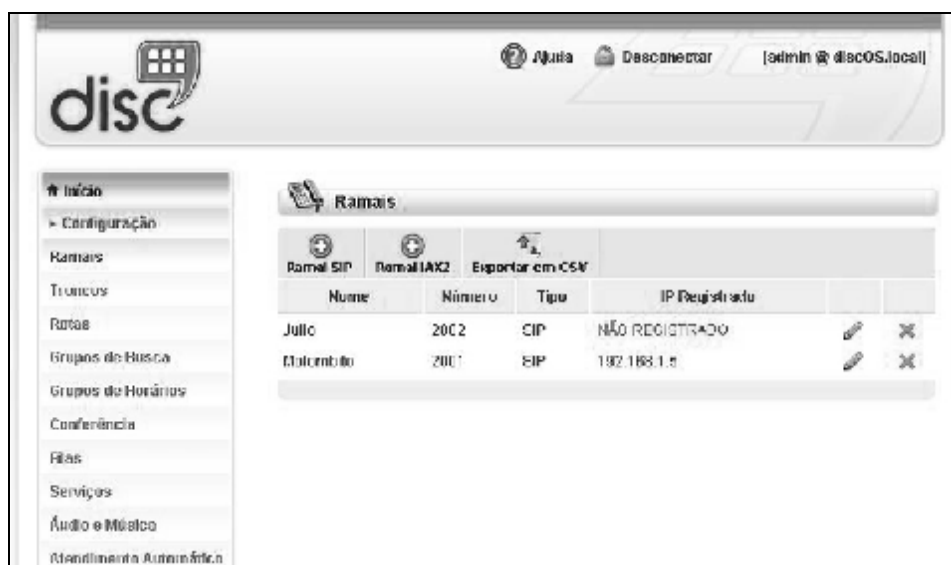 Ajuda Desconectar [admin @ discOS.local]
disc
Início
Configuração
Ramais
Ramais
Ramal SIP Ramal IAX2 Exportar em CSV
Troncos
Nome Número Tipo IP Registrado
Rotas
Julio 2002 SIP NÃO REGISTRADO
Grupos de Busca
2001 SIP 192.168.1.5
Grupos de Horários
Conferência
Filas
Serviços
Áudio e Música
Atendimento Automático